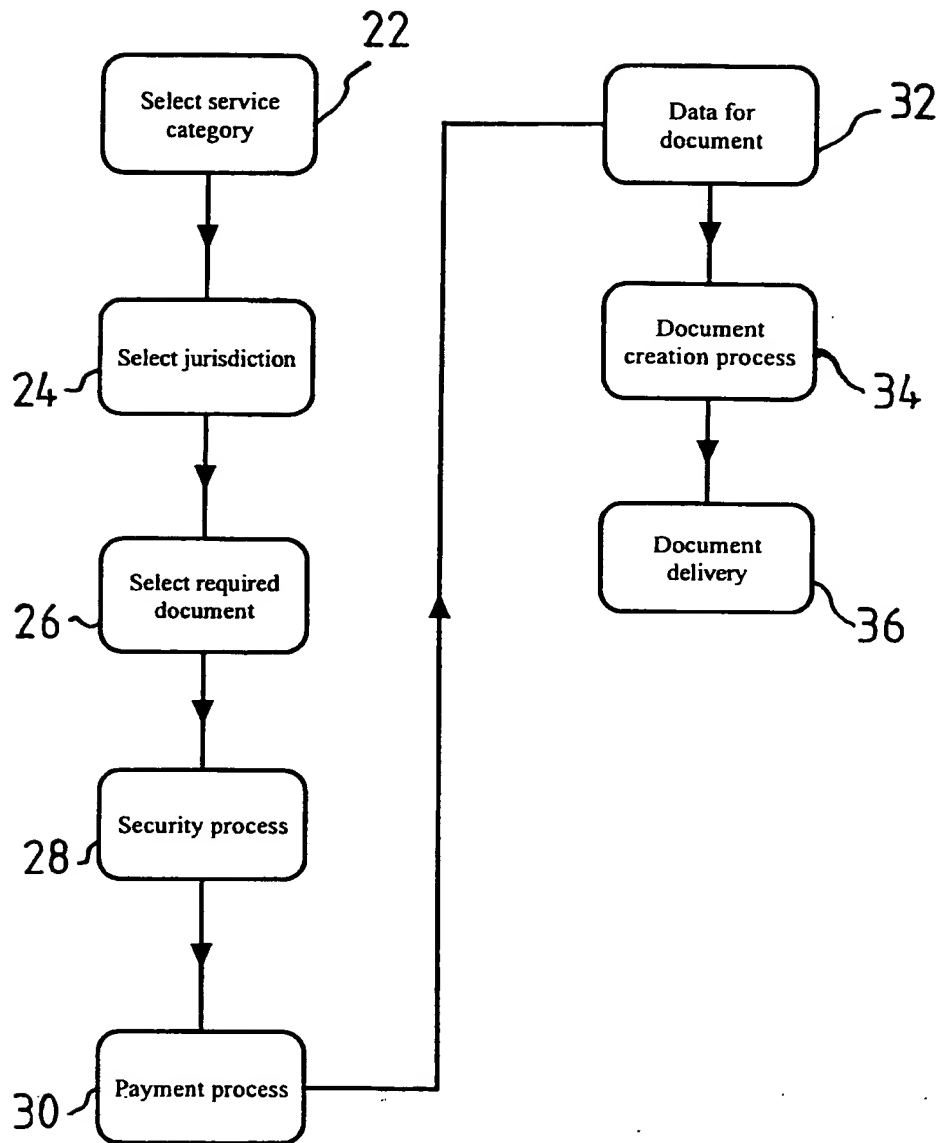 22
Select service
category
Select jurisdiction
24
Select required
document
26
Security process
28
Payment process
30
Data for
document
32
Document
creation process
34
Document
delivery
36